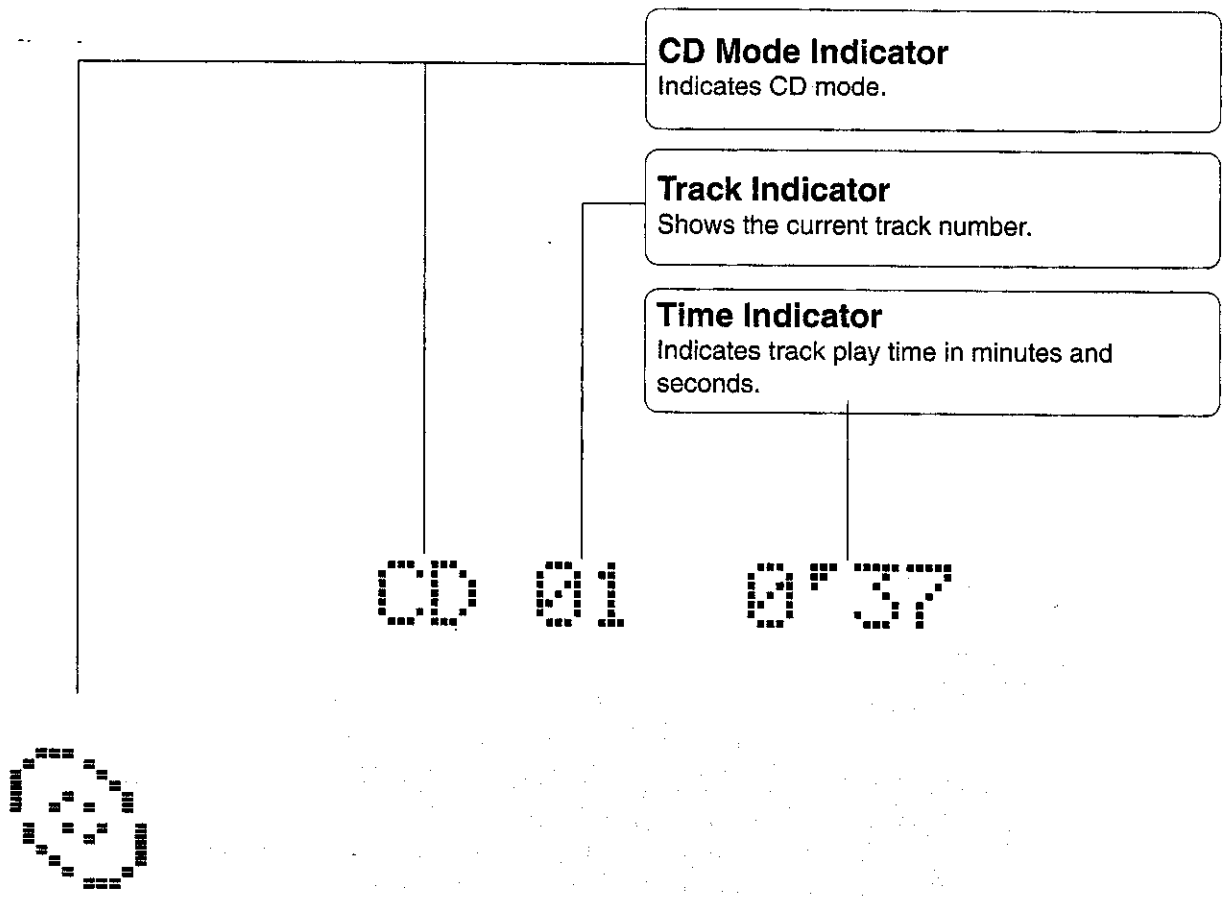 CD Mode Indicator
Indicates CD mode.
Track Indicator
Shows the current track number.
Time Indicator
Indicates track play time in minutes and
seconds.
CD 01 0'37